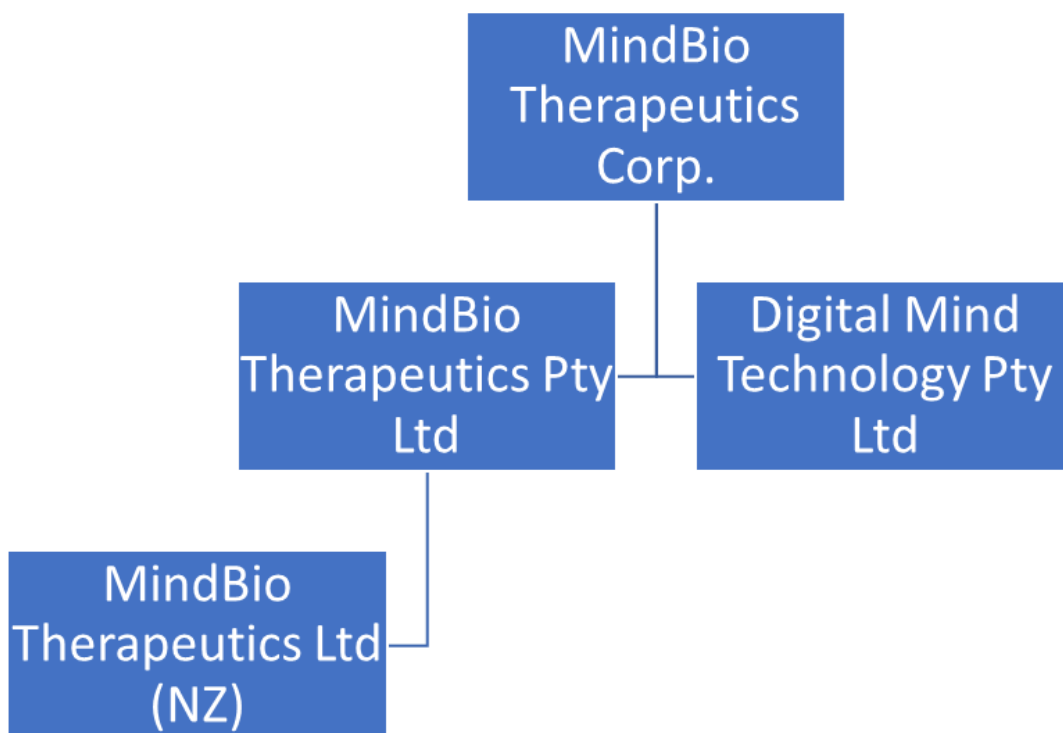 MindBio
Therapeutics
Corp.
MindBio
Therapeutics Pty
Ltd
Digital Mind
Technology Pty
Ltd
MindBio
Therapeutics Ltd
(NZ)